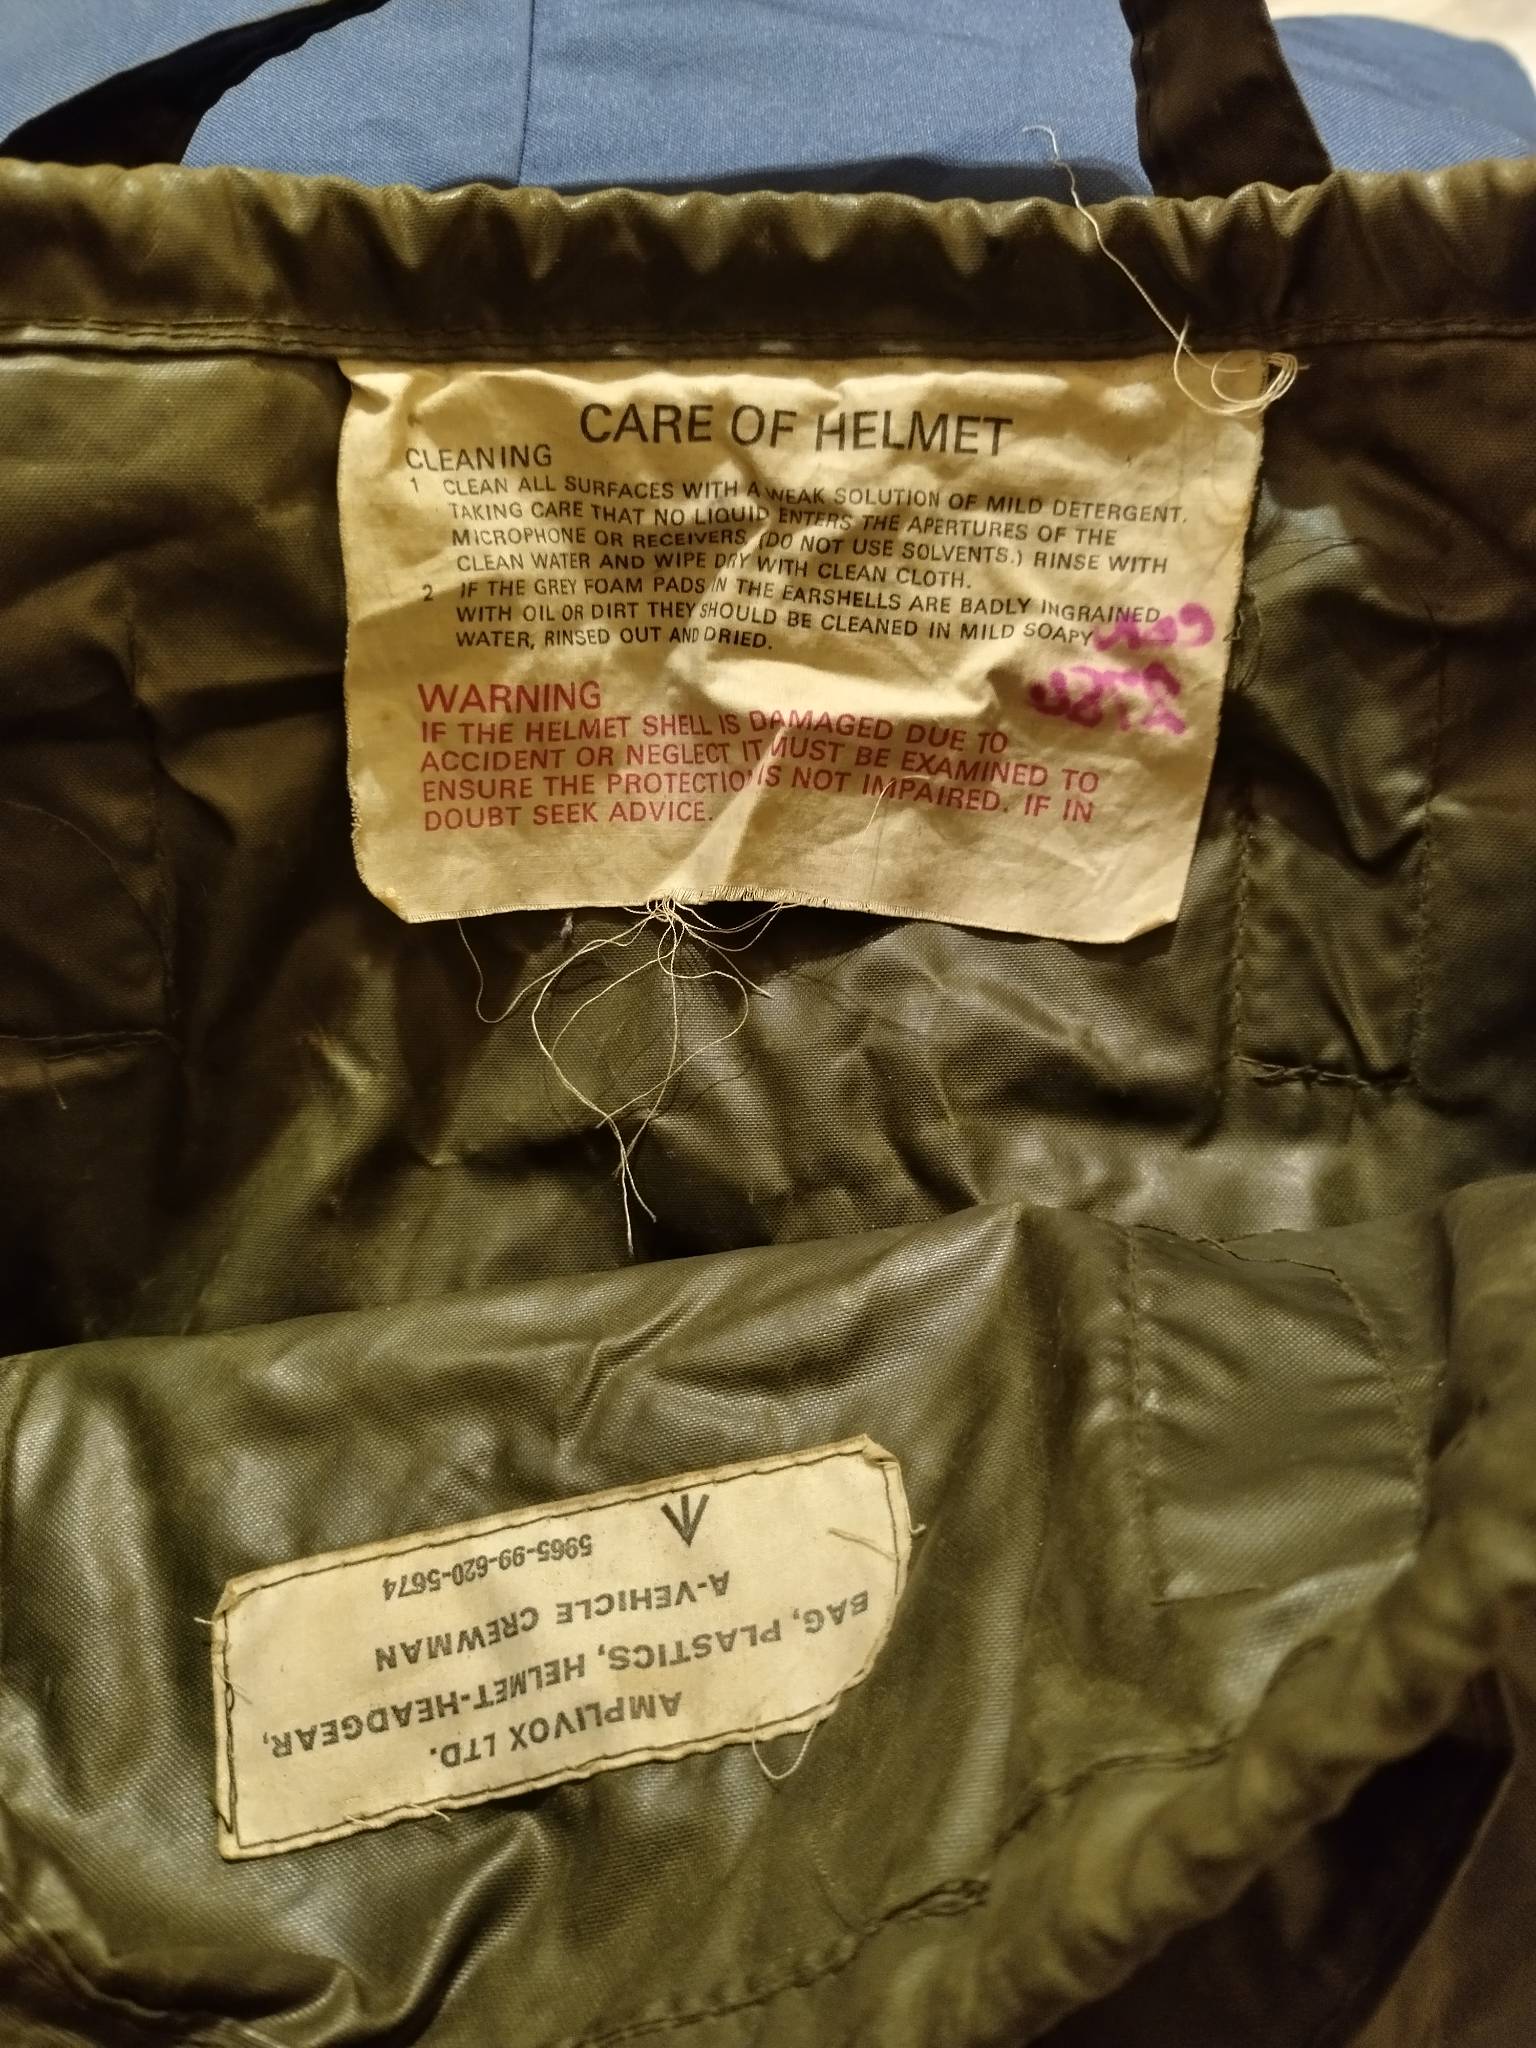 CARE OF HELMET
CLEANING
1 CLEAN ALL SURFACES WITH A WEAK SOLUTION OF MILD DETERGENT.
TAKING CARE THAT NO LIQUID ENTERS THE APERTURES OF THE
MICROPHONE OR RECEIVERS. (DO NOT USE SOLVENTS.) RINSE WITH
CLEAN WATER AND WIPE DRY WITH CLEAN CLOTH.
2 IF THE GREY FOAM PADS IN THE EARSHELLS ARE BADLY INGRAINED
WITH OIL OR DIRT THEY SHOULD BE CLEANED IN MILD SOAPY
WATER, RINSED OUT AND DRIED.
WARNING
IF THE HELMET SHELL IS DAMAGED DUE TO
ACCIDENT OR NEGLECT IT MUST BE EXAMINED TO
ENSURE THE PROTECTION IS NOT IMPAIRED. IF IN
DOUBT SEEK ADVICE.
AMPLIVOX LTD.
BAG, PLASTICS, HELMET-HEADGEAR,
A-VEHICLE CREWMAN
5965-99-620-5674